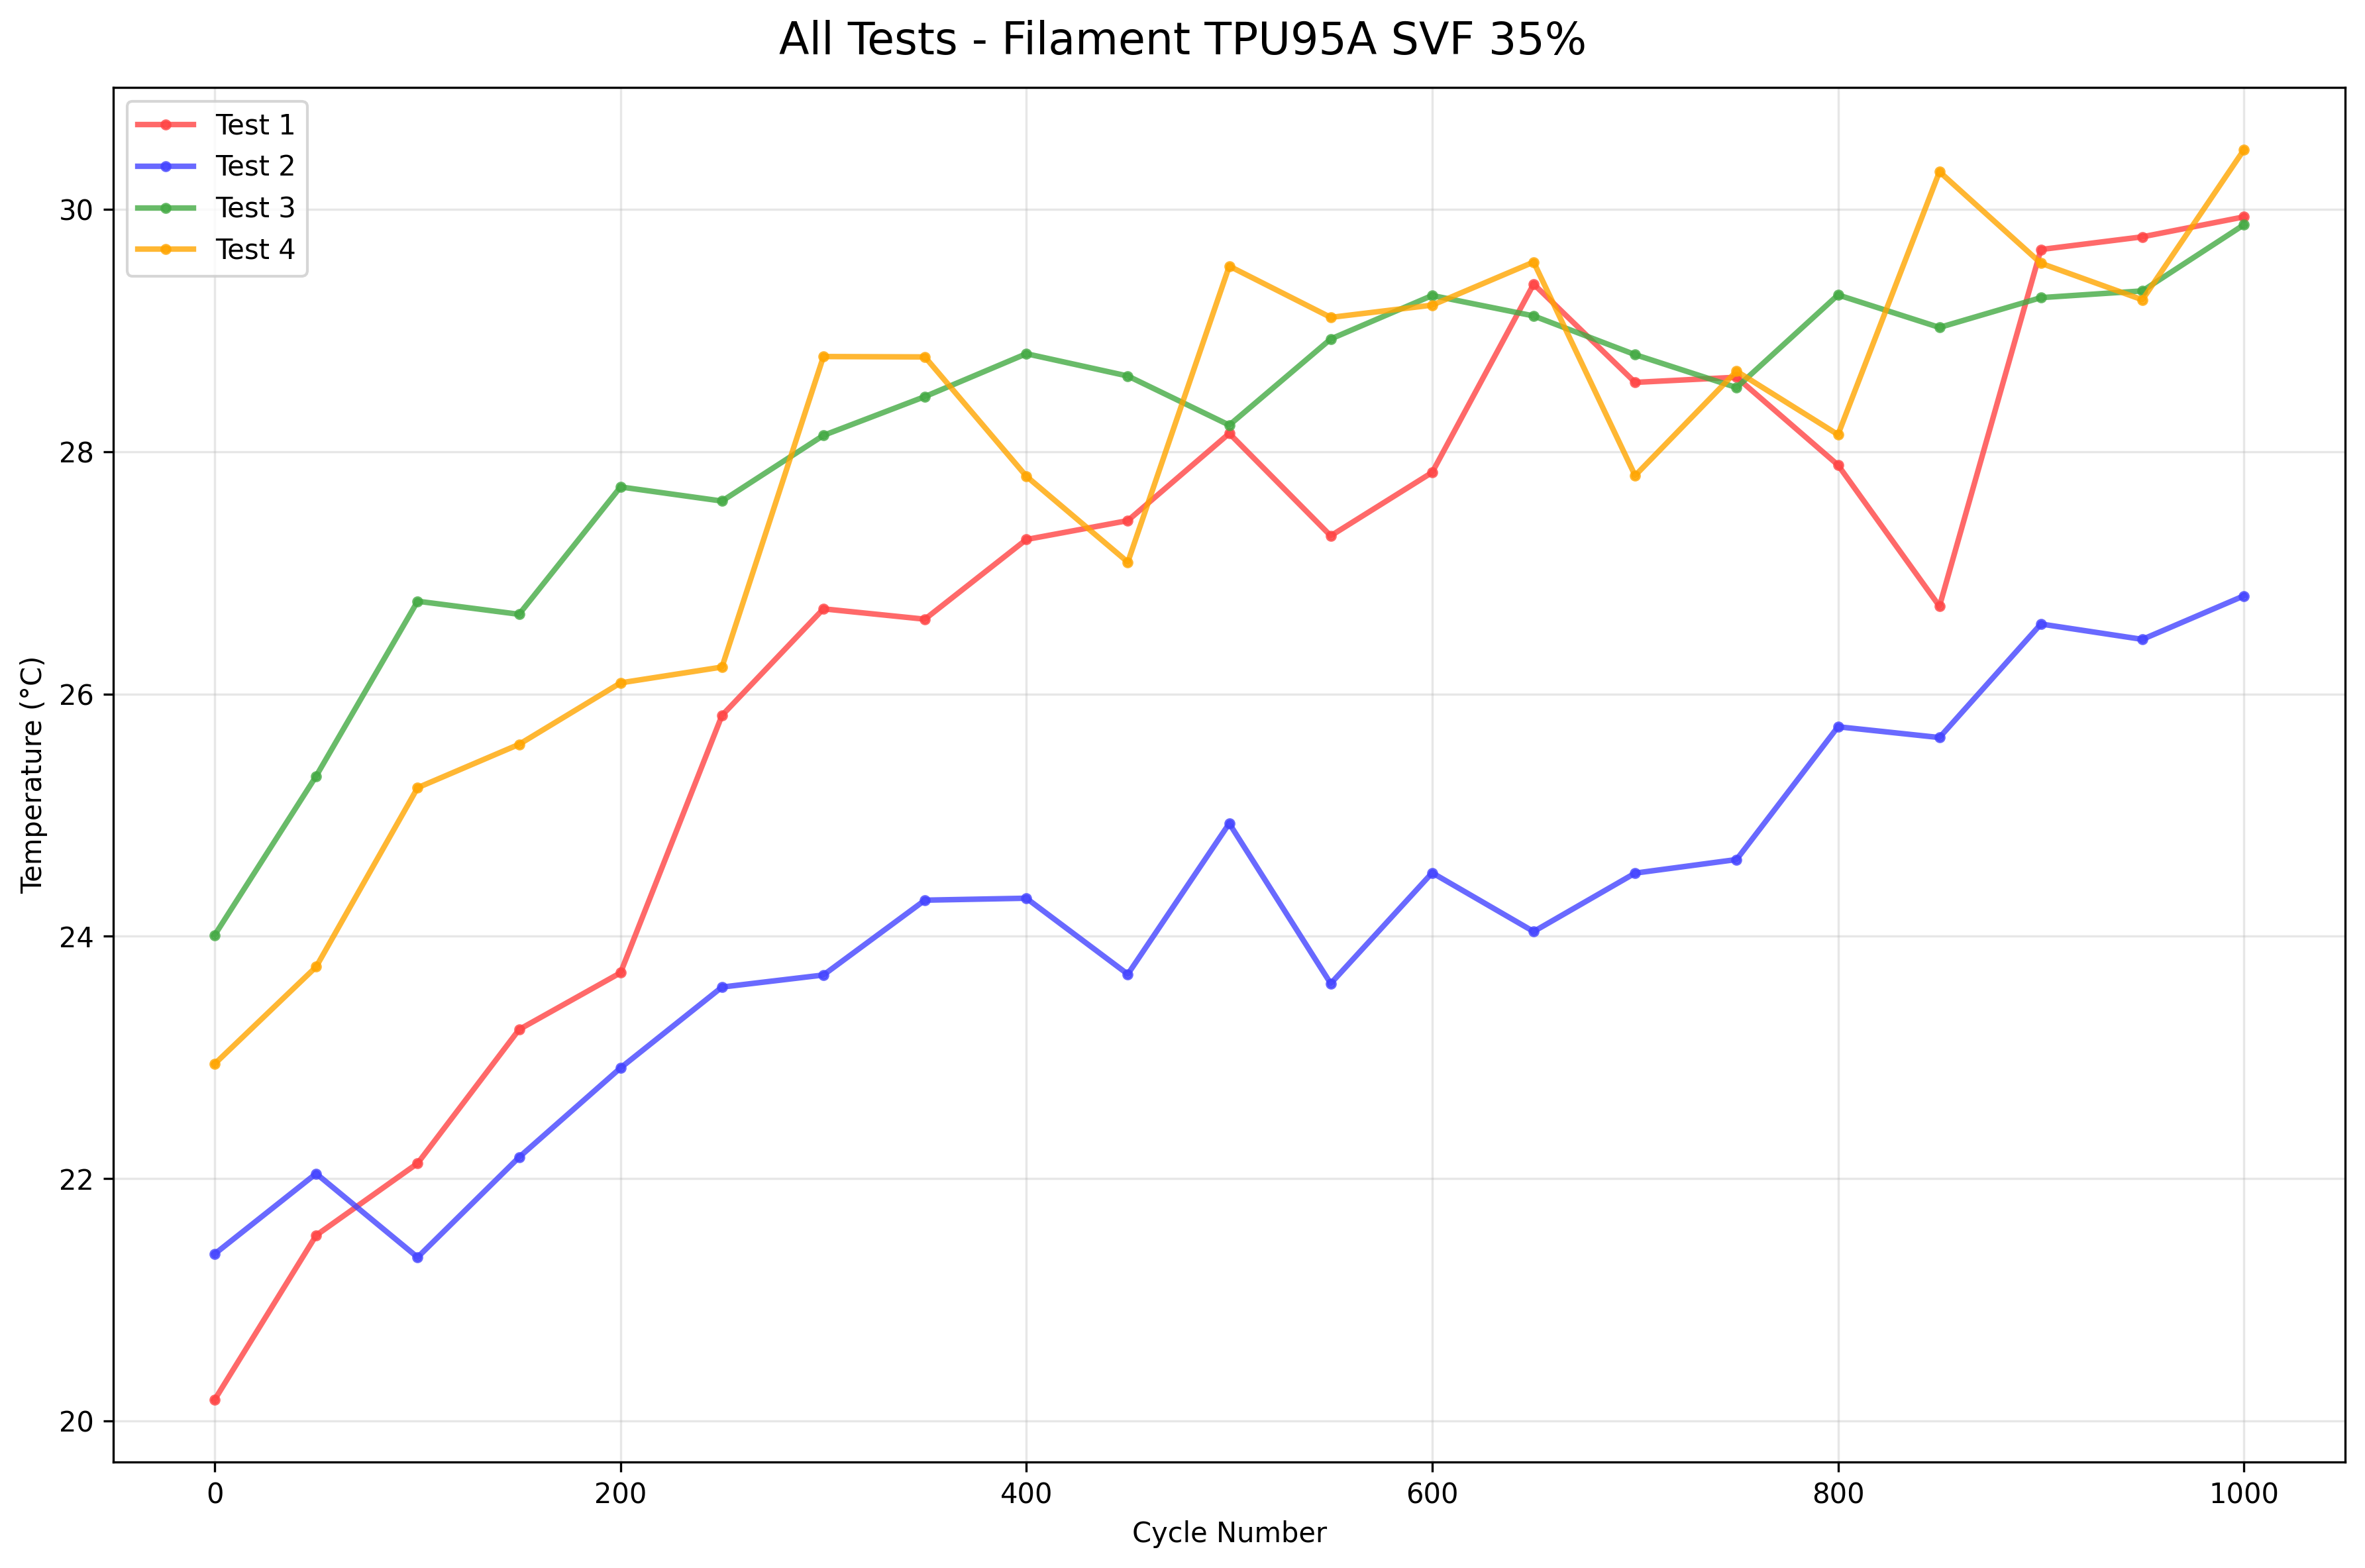 All Tests - Filament TPU95A SVF 35%
Test 1
Test 2
Test 3
Test 4
30
28
26
24
22
20
Temperature (°C)
0 200 400 600 800 1000
Cycle Number